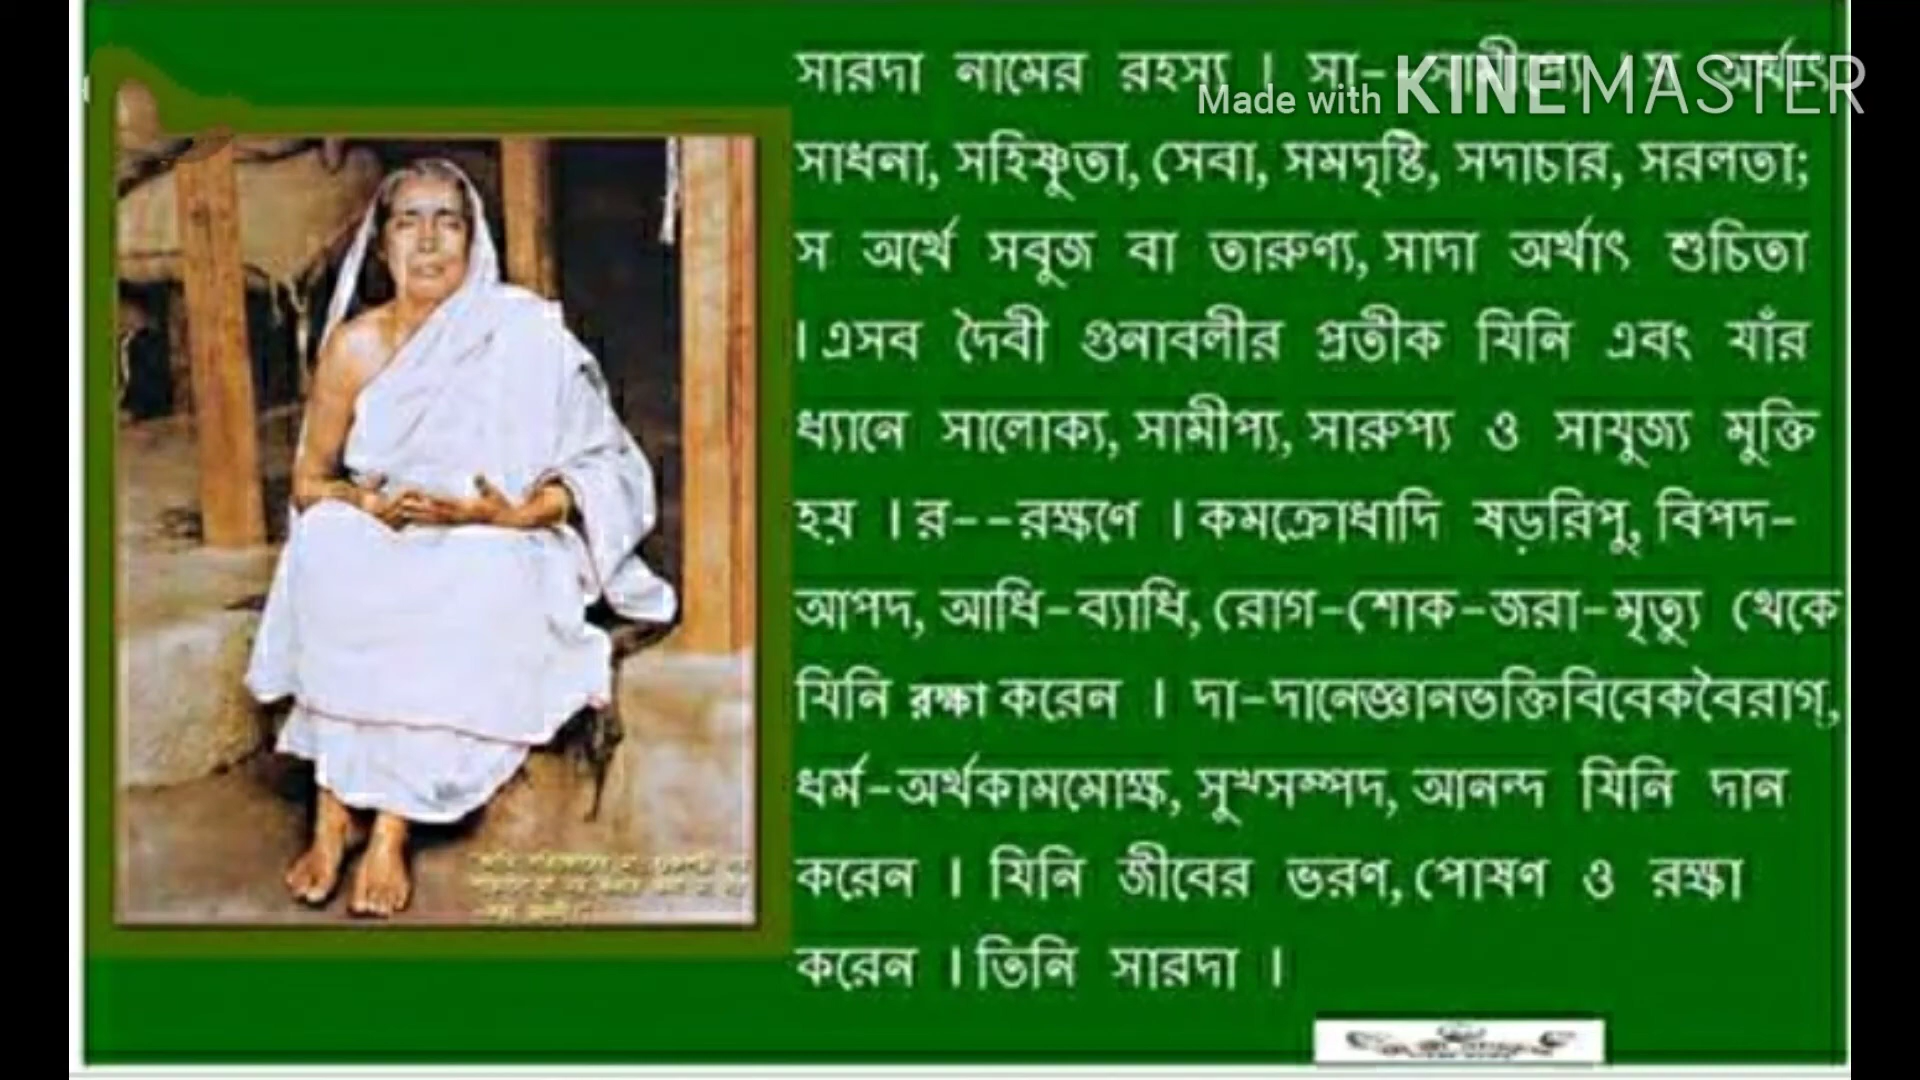 সারদা নামের রহস্য । সা- অর্থাৎ
Made with KINEMASTER
সাধনা, সহিষ্ণুতা, সেবা, সমদৃষ্টি, সদাচার, সরলতা;
স অর্থে সবুজ বা তারুণ্য, সাদা অর্থাৎ শুচিতা
। এসব দৈবী গুনাবলীর প্রতীক যিনি এবং যাঁর
ধ্যানে সালোক্য, সামীপ্য, সারুপ্য ও সাযুজ্য মুক্তি
হয় । র--রক্ষণে । কমক্রোধাদি ষড়রিপু, বিপদ-
আপদ, আধি-ব্যাধি, রোগ-শোক-জরা-মৃত্যু থেকে
যিনি রক্ষা করেন । দা-দানেজ্ঞানভক্তিবিবেকবৈরাগ্,
ধর্ম-অর্থকামমোক্ষ, সুখসম্পদ, আনন্দ যিনি দান
করেন । যিনি জীবের ভরণ, পোষণ ও রক্ষা
করেন । তিনি সারদা ।